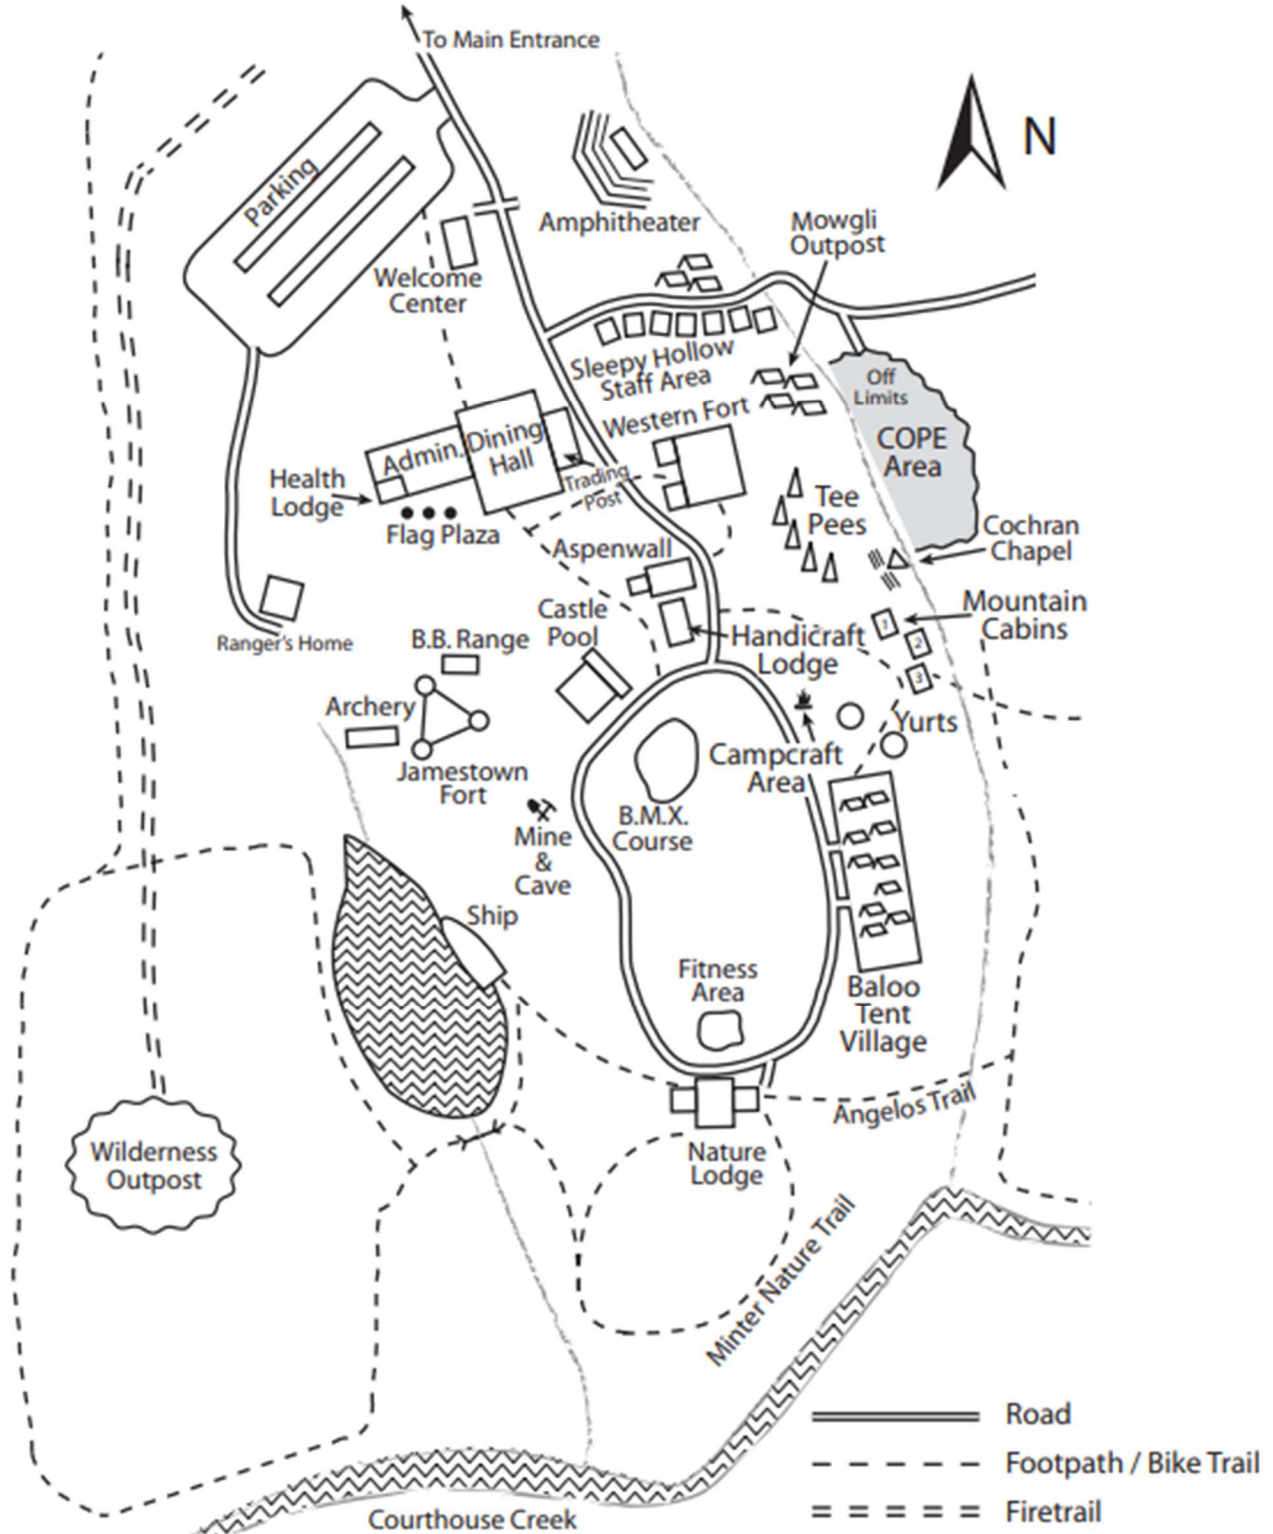 To Main Entrance
N
Parking
Amphitheater
Mowgli
Outpost
Welcome
Center
Sleepy Hollow
Staff Area
Off
Limits
COPE
Area
Western Fort
Admin.
Dining
Hall
Trading
Post
Health
Lodge
Flag Plaza
Tee
Pees
Cochran
Chapel
Aspenwall
Mountain
Cabins
1
2
3
Castle
Pool
Handicraft
Lodge
Ranger's Home
B.B. Range
Archery
Yurts
Campcraft
Area
Jamestown
Fort
B.M.X.
Course
Mine
&
Cave
Ship
Fitness
Area
Baloo
Tent
Village
Angelos Trail
Wilderness
Outpost
Nature
Lodge
Minter Nature Trail
Road
Footpath / Bike Trail
Firetrail
Courthouse Creek